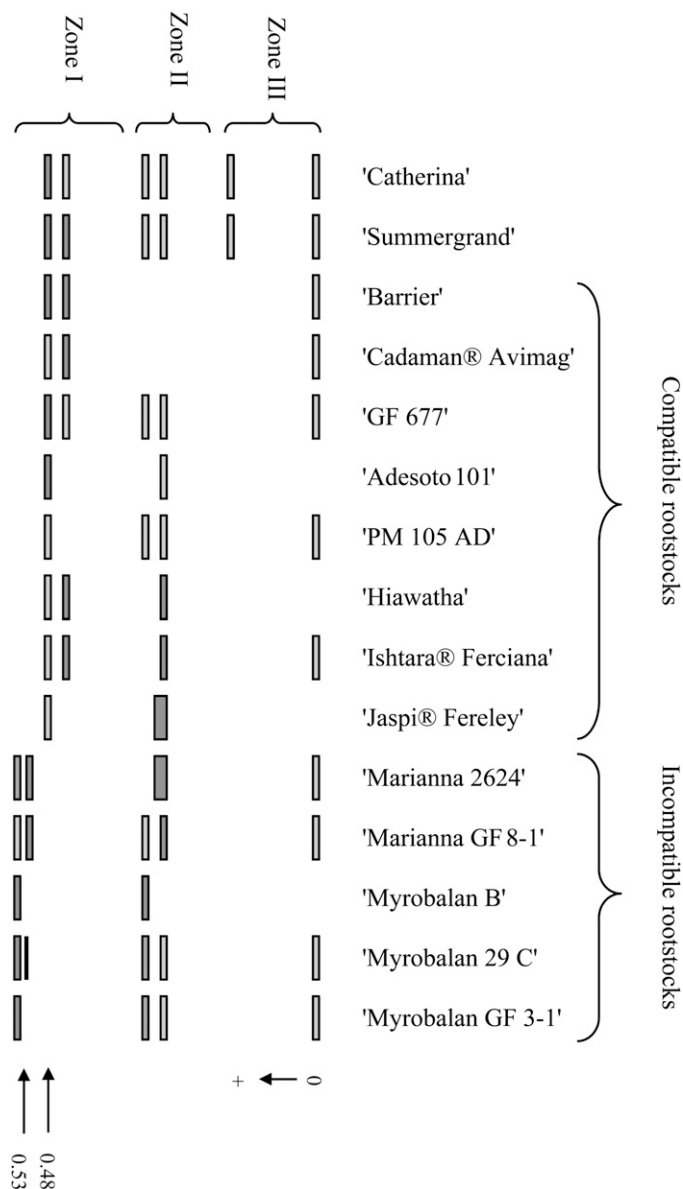 Zone I
Zone II
Zone III
'Catherina'
'Summergrand'
'Barrier'
'Cadaman® Avimag'
'GF 677'
'Adesoto 101'
'PM 105 AD'
'Hiawatha'
'Ishtara® Ferciana'
'Jaspi® Fereley'
'Marianna 2624'
'Marianna GF 8-1'
'Myrobalan B'
'Myrobalan 29 C'
'Myrobalan GF 3-1'
Compatible rootstocks
Incompatible rootstocks
+
0
0.53
0.48